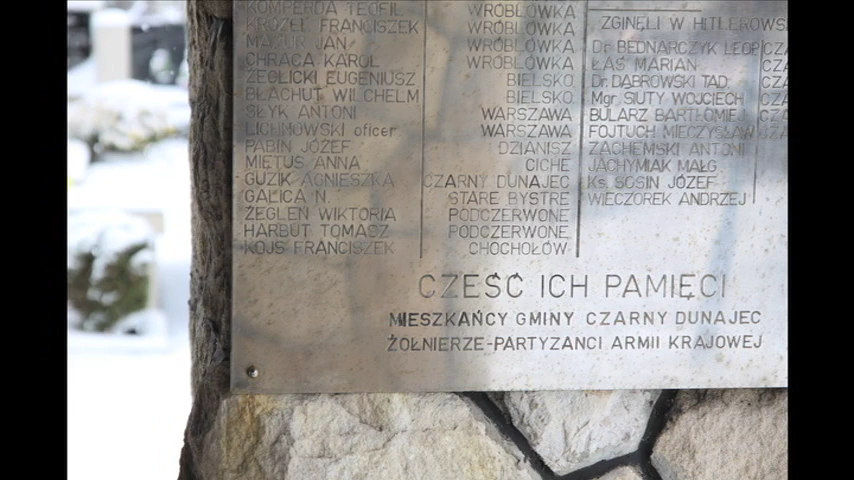 KOMPERDA TEOFIL WRÓBLÓWKA
KROZEL FRANCISZEK WRÓBLÓWKA
MAZUR JAN WRÓBLÓWKA
CHRACA KAROL WRÓBLÓWKA
ŻEGLICKI EUGENIUSZ BIELSKO
BŁACHUT WILHELM BIELSKO
SŁYK ANTONI WARSZAWA
LICHNOWSKI oficer WARSZAWA
PABIN JÓZEF DZIANISZ
MIĘTUS ANNA CICHE
GUZIK AGNIESZKA CZARNY DUNAJEC
GALICA N. STARE BYSTRE
ŻEGLEŃ WIKTORIA PODCZERWONE
HARBUT TOMASZ PODCZERWONE
KOJS FRANCISZEK CHOCHOŁÓW
ZGINĘLI W HITLEROWS
Dr BEDNARCZYK LEOP CZA
ŁAŚ MARIAN CZA
Dr. DĄBROWSKI TAD. CZA
Mgr. SIUTY WOJCIECH CZA
BULARZ BARTŁOMIEJ CZA
FOJTUCH MIECZYSŁAW CZA
ZACHEMSKI ANTONI
JACHYMIAK MAŁG.
Ks. SOSIN JÓZEF
WIECZOREK ANDRZEJ
CZEŚĆ ICH PAMIĘCI
MIESZKAŃCY GMINY CZARNY DUNAJEC
ŻOŁNIERZE-PARTYZANCI ARMII KRAJOWEJ